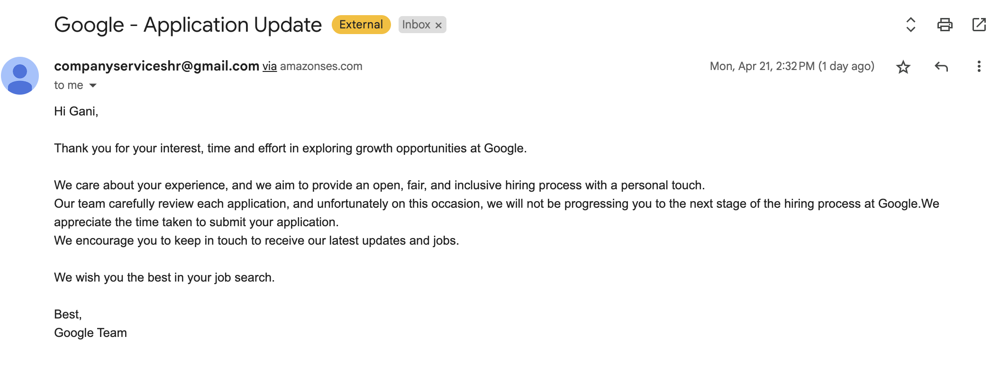 Google - Application Update External Inbox ×
companyserviceshr@gmail.com via amazonses.com Mon, Apr 21, 2:32 PM (1 day ago)
to me
Hi Gani,
Thank you for your interest, time and effort in exploring growth opportunities at Google.
We care about your experience, and we aim to provide an open, fair, and inclusive hiring process with a personal touch.
Our team carefully review each application, and unfortunately on this occasion, we will not be progressing you to the next stage of the hiring process at Google.We
appreciate the time taken to submit your application.
We encourage you to keep in touch to receive our latest updates and jobs.
We wish you the best in your job search.
Best,
Google Team